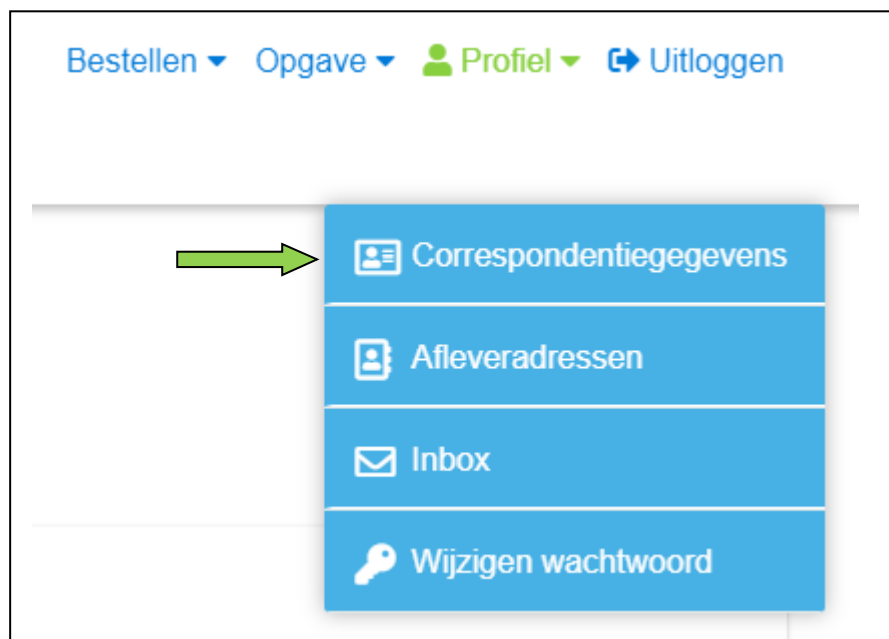 Bestellen Opgave Profiel Uitloggen
Correspondentiegegevens
Afleveradressen
Inbox
Wijzigen wachtwoord